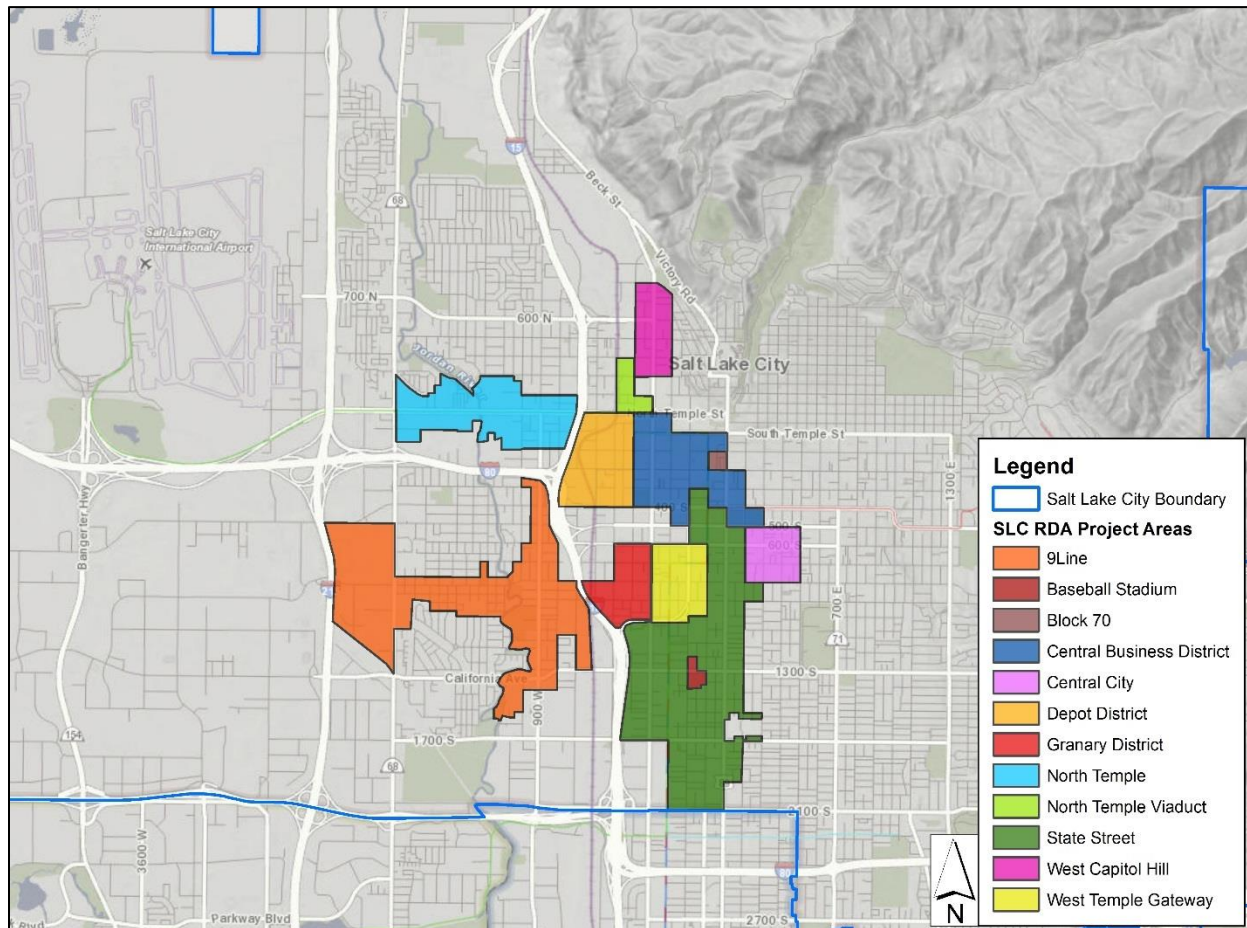 15
Beck St
68
Salt Lake City
International Airport
Victory Rd
700 N
600 N
Salt Lake City
Jordan Ri
Temple St
South Temple St
80
400 S
500 S
600 S
1300 E
Bangerter Hwy
700 E
71
California Ave
1300 S
900 W
1700 S
154
68
2100 S
3600 W
80
Parkway Blvd
2700 S
N
Legend
Salt Lake City Boundary
SLC RDA Project Areas
9Line
Baseball Stadium
Block 70
Central Business District
Central City
Depot District
Granary District
North Temple
North Temple Viaduct
State Street
West Capitol Hill
West Temple Gateway